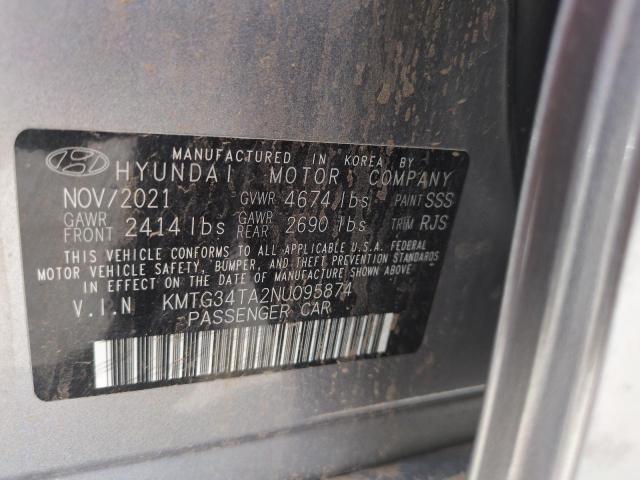 MANUFACTURED IN KOREA BY
HYUNDAI MOTOR COMPANY
NOV/2021 GVWR 4674 lbs PAINT SSS
GAWR FRONT 2414 lbs GAWR REAR 2690 lbs TRIM RJS
THIS VEHICLE CONFORMS TO ALL APPLICABLE U.S.A. FEDERAL
MOTOR VEHICLE SAFETY, BUMPER, AND THEFT PREVENTION STANDARDS
IN EFFECT ON THE DATE OF MANUFACTURE SHOWN ABOVE.
V.I.N KMTG34TA2NU095874
PASSENGER CAR